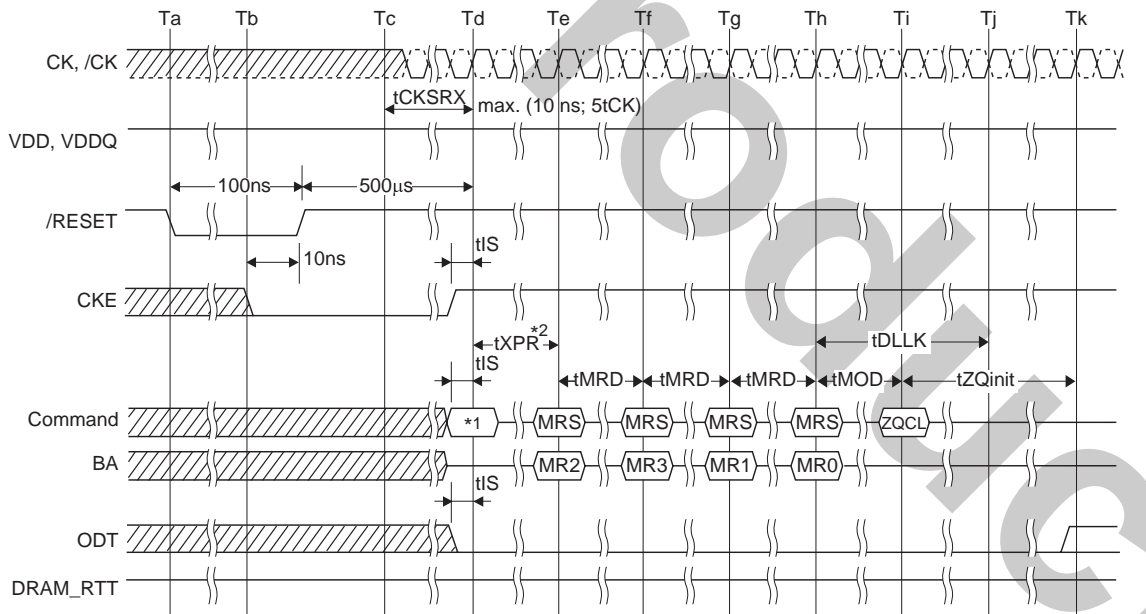 Ta Tb Tc Td Te Tf Tg Th Ti Tj Tk
CK, /CK
tCKSRX max. (10 ns; 5tCK)
VDD, VDDQ
100ns 500µs
/RESET
10ns tIS
CKE
tXPR*2 tDLLK
tIS tMRD tMRD tMRD tMOD tZQinit
Command *1 MRS MRS MRS MRS ZQCL
BA MR2 MR3 MR1 MR0
tIS
ODT
DRAM_RTT
roduc